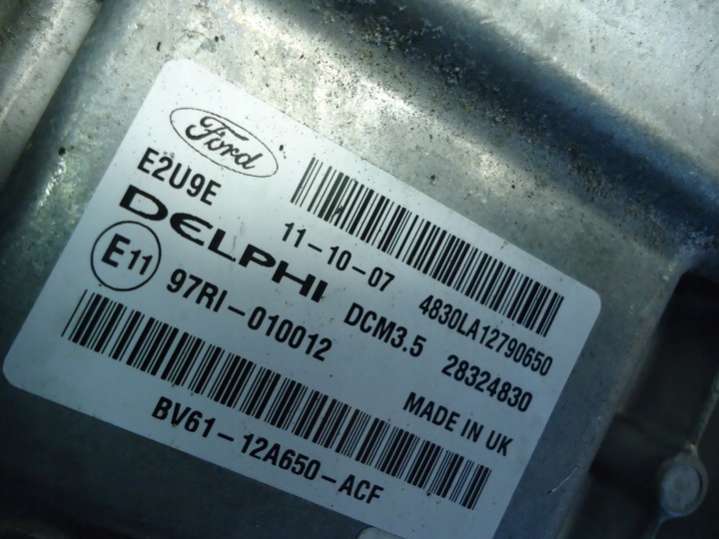 Ford
E2U9E
11-10-07
4830LA12790650
DELPHI
DCM3.5
28324830
E11
97RI-010012
MADE IN UK
BV61-12A650-ACF